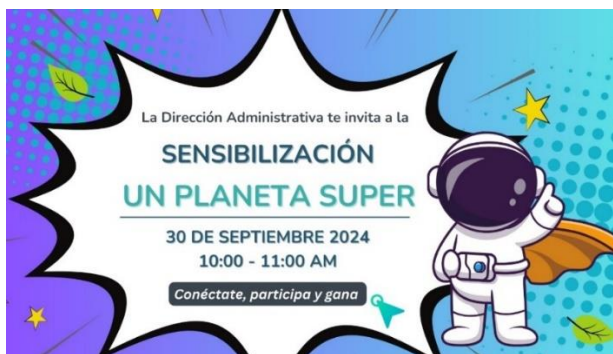 La Dirección Administrativa te invita a la
SENSIBILIZACIÓN
UN PLANETA SUPER
30 DE SEPTIEMBRE 2024
10:00 - 11:00 AM
Conéctate, participa y gana